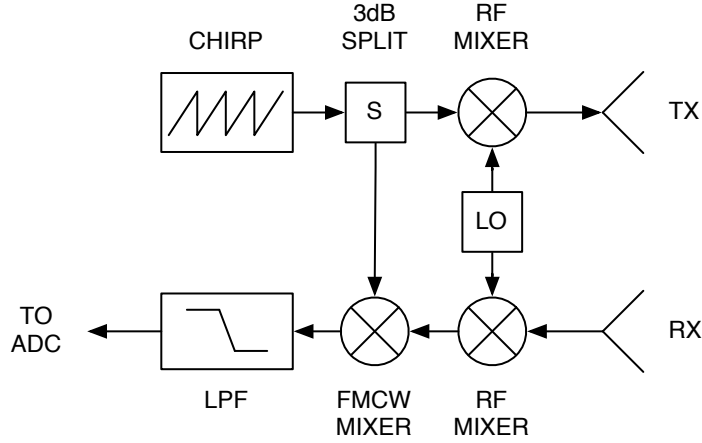 CHIRP
3dB
SPLIT
RF
MIXER
S
TX
LO
TO
ADC
RX
LPF
FMCW
MIXER
RF
MIXER